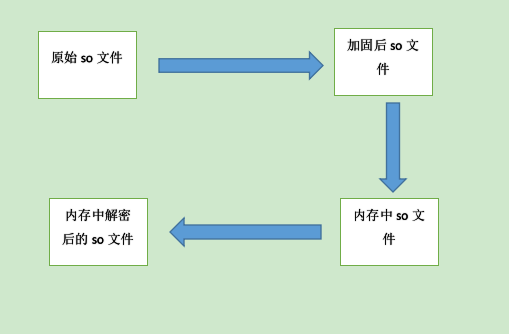 原始 so 文件
加固后 so 文
件
内存中解密
后的 so 文件
内存中 so 文
件